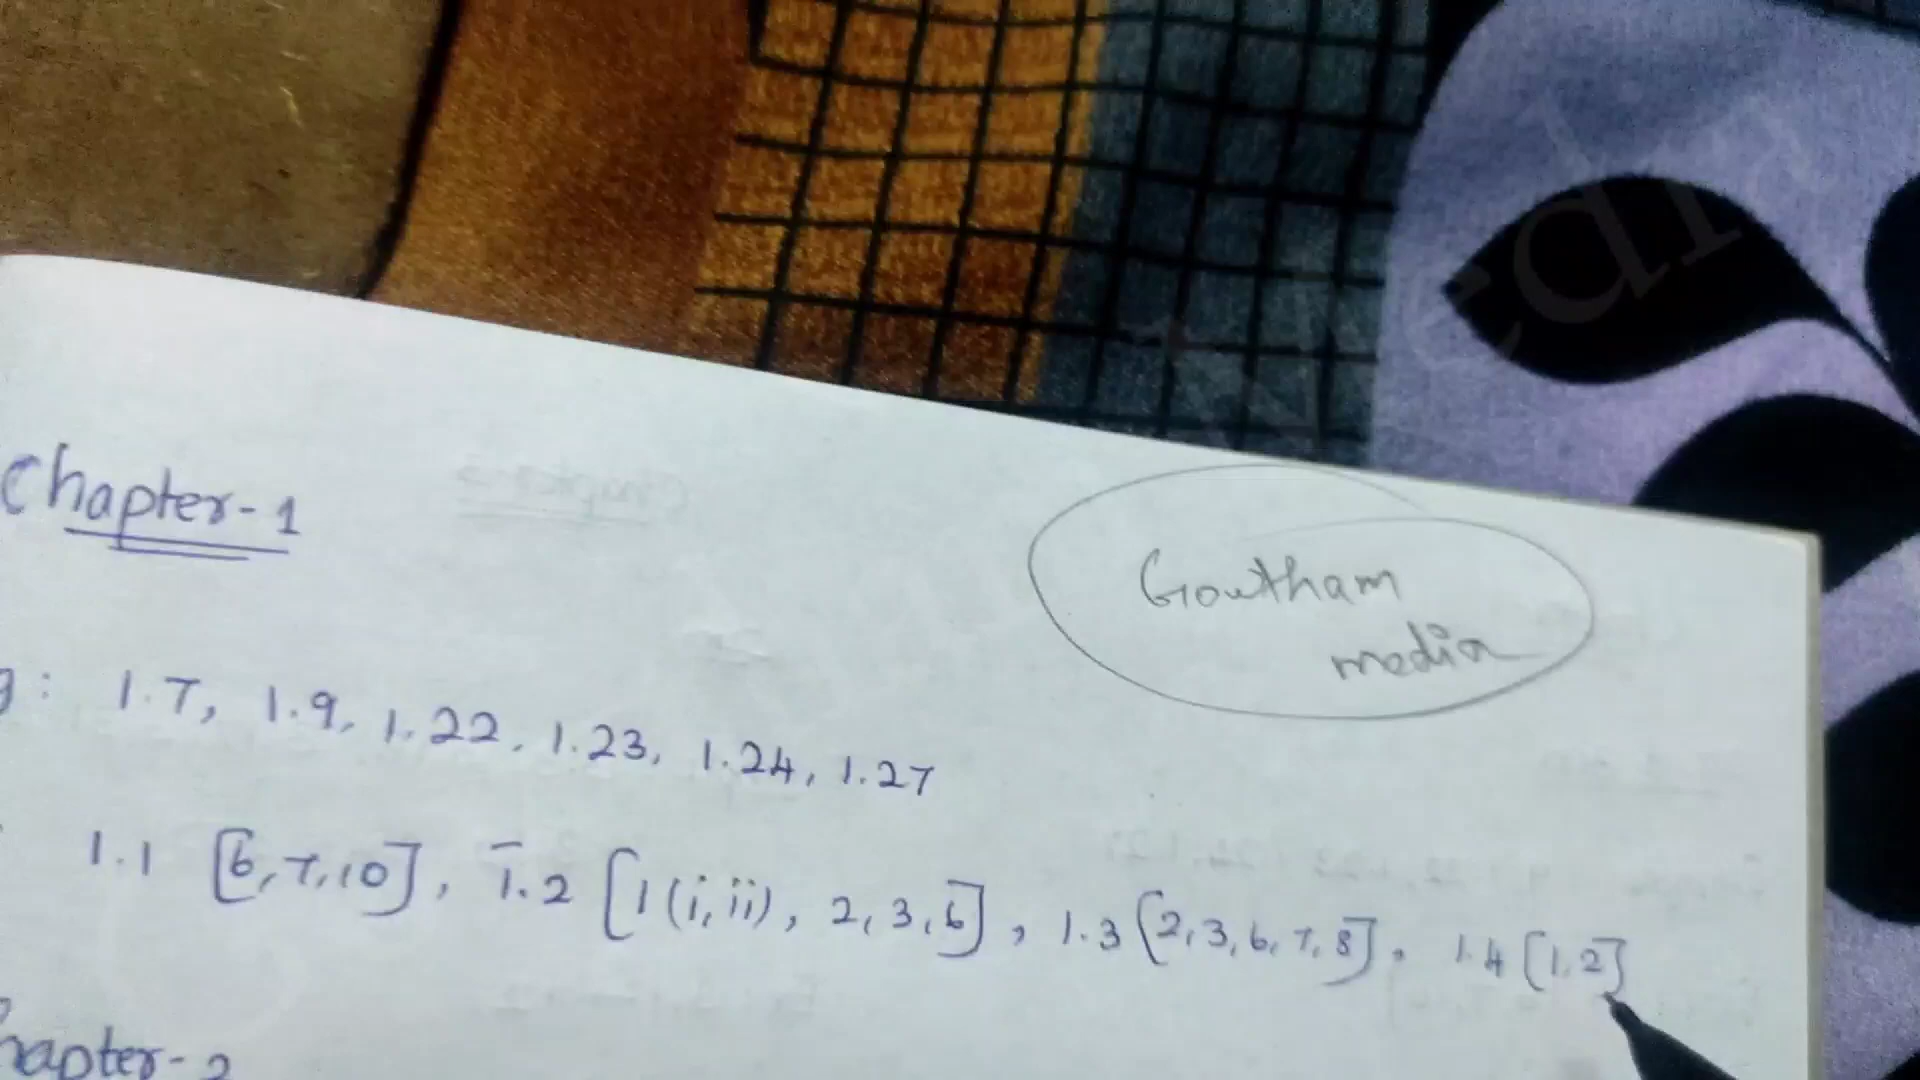 Chapter-1
Gowtham
media
g: 1.7, 1.9, 1.22, 1.23, 1.24, 1.27
1.1 [6,7,10], 1.2 [1(i,ii), 2,3,6], 1.3 [2,3,6,7,8], 1.4 [1,2]
hapter-2